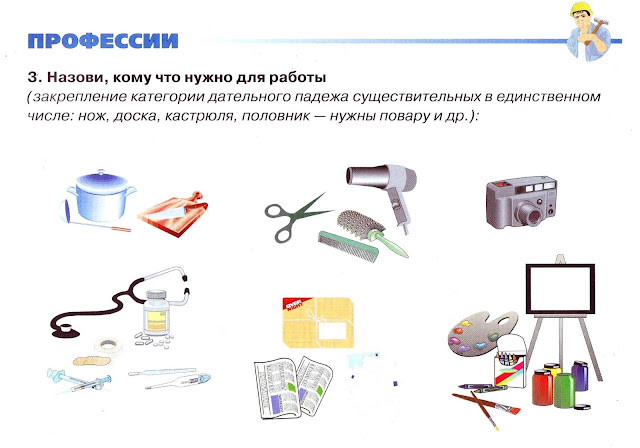 ПРОФЕССИИ
3. Назови, кому что нужно для работы
(закрепление категории дательного падежа существительных в единственном
числе: нож, доска, кастрюля, половник — нужны повару и др.):